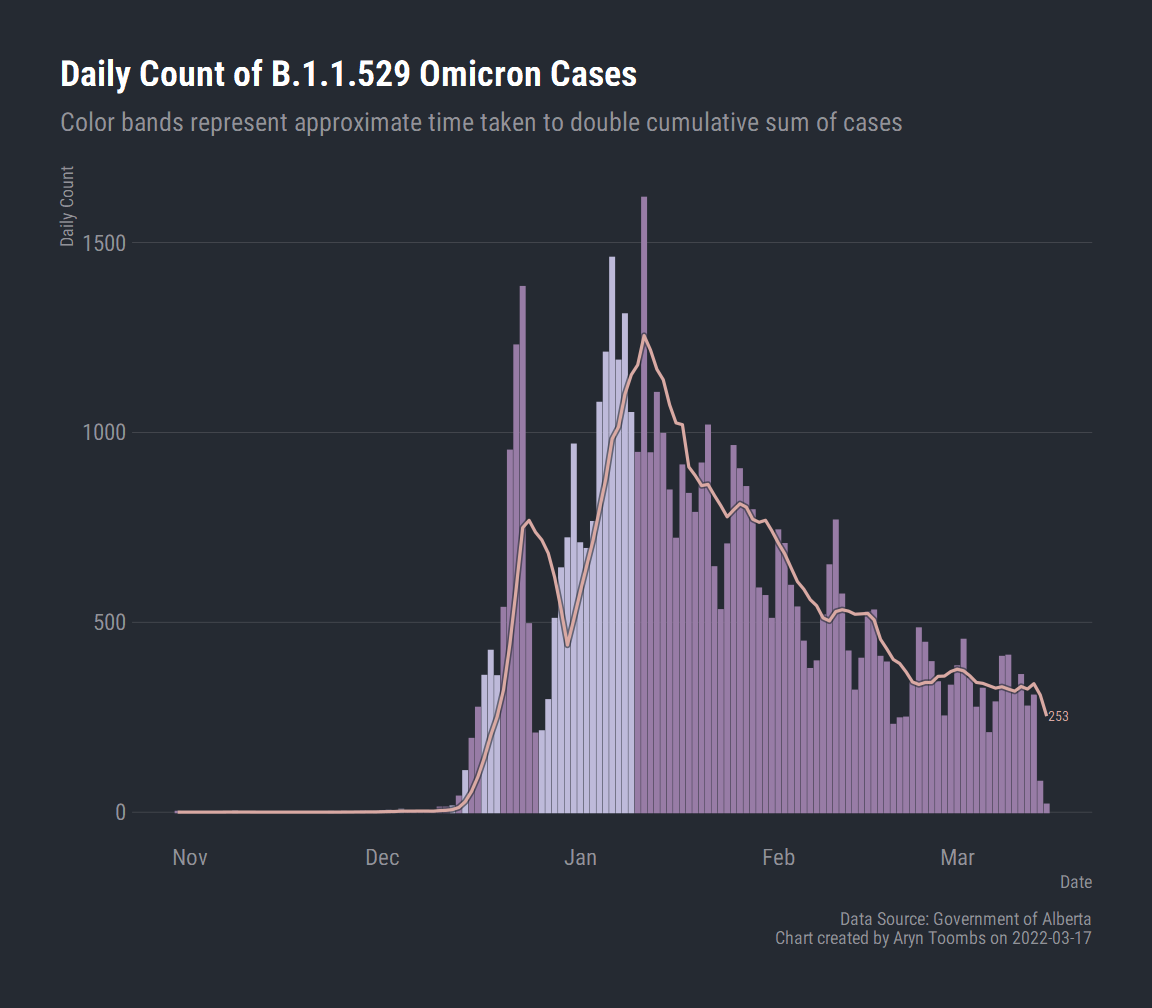 Daily Count of B.1.1.529 Omicron Cases
Color bands represent approximate time taken to double cumulative sum of cases
Daily Count
1500
1000
500
0
253
Nov Dec Jan Feb Mar
Date
Data Source: Government of Alberta
Chart created by Aryn Toombs on 2022-03-17